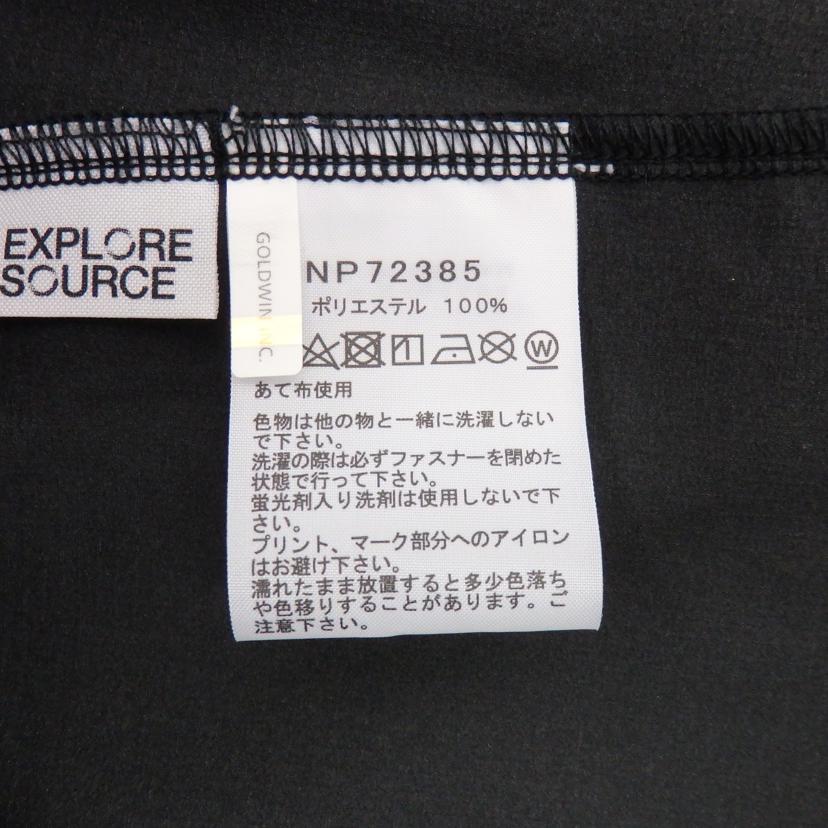 EXPLORE
SOURCE
GOLDWIN INC.
NP72385
ポリエステル 100%
W
あて布使用
色物は他の物と一緒に洗濯しない
で下さい。
洗濯の際は必ずファスナーを閉めた
状態で行って下さい。
蛍光剤入り洗剤は使用しないで下
さい。
プリント、マーク部分へのアイロン
はお避け下さい。
濡れたまま放置すると多少色落ち
や色移りすることがあります。ご
注意下さい。